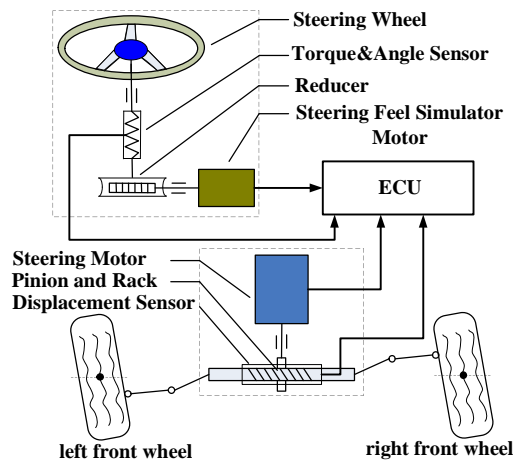 Steering Wheel
Torque&Angle Sensor
Reducer
Steering Feel Simulator
Motor
ECU
Steering Motor
Pinion and Rack
Displacement Sensor
left front wheel
right front wheel